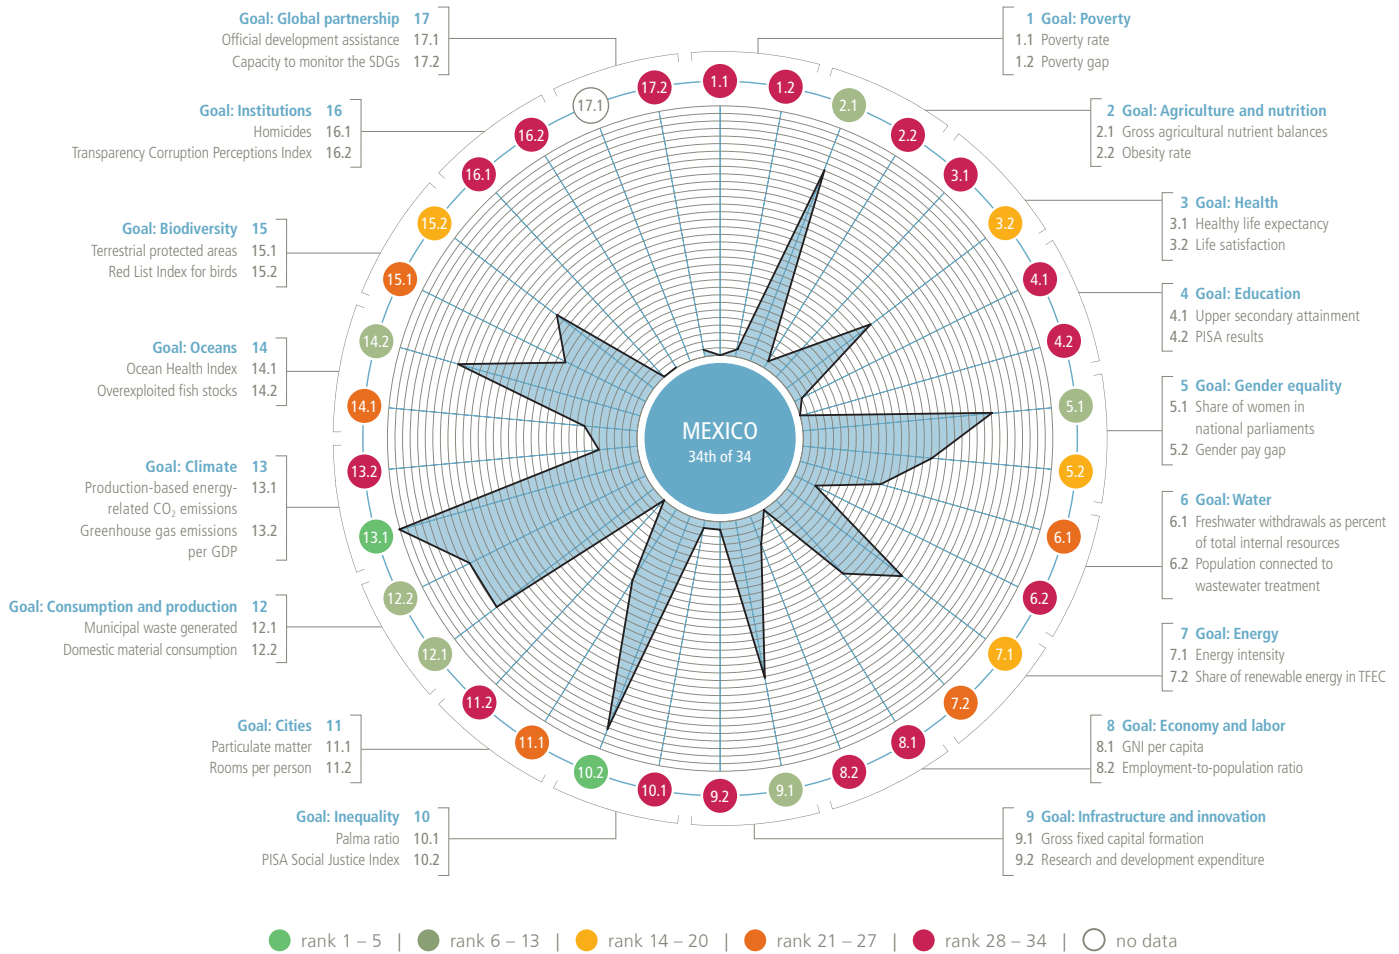 Goal: Global partnership 17
Official development assistance 17.1
Capacity to monitor the SDGs 17.2
Goal: Institutions 16
Homicides 16.1
Transparency Corruption Perceptions Index 16.2
Goal: Biodiversity 15
Terrestrial protected areas 15.1
Red List Index for birds 15.2
Goal: Oceans 14
Ocean Health Index 14.1
Overexploited fish stocks 14.2
Goal: Climate 13
Production-based energy- 13.1
related CO2 emissions
Greenhouse gas emissions 13.2
per GDP
Goal: Consumption and production 12
Municipal waste generated 12.1
Domestic material consumption 12.2
Goal: Cities 11
Particulate matter 11.1
Rooms per person 11.2
Goal: Inequality 10
Palma ratio 10.1
PISA Social Justice Index 10.2
1 Goal: Poverty
1.1 Poverty rate
1.2 Poverty gap
2 Goal: Agriculture and nutrition
2.1 Gross agricultural nutrient balances
2.2 Obesity rate
3 Goal: Health
3.1 Healthy life expectancy
3.2 Life satisfaction
4 Goal: Education
4.1 Upper secondary attainment
4.2 PISA results
5 Goal: Gender equality
5.1 Share of women in
national parliaments
5.2 Gender pay gap
6 Goal: Water
6.1 Freshwater withdrawals as percent
of total internal resources
6.2 Population connected to
wastewater treatment
7 Goal: Energy
7.1 Energy intensity
7.2 Share of renewable energy in TFEC
8 Goal: Economy and labor
8.1 GNI per capita
8.2 Employment-to-population ratio
9 Goal: Infrastructure and innovation
9.1 Gross fixed capital formation
9.2 Research and development expenditure
1.1
1.2
2.1
2.2
3.1
3.2
4.1
4.2
5.1
5.2
6.1
6.2
7.1
7.2
8.1
8.2
9.1
9.2
10.1
10.2
11.1
11.2
12.1
12.2
13.1
13.2
14.1
14.2
15.1
15.2
16.1
16.2
17.1
17.2
MEXICO
34th of 34
rank 1 – 5 | rank 6 – 13 | rank 14 – 20 | rank 21 – 27 | rank 28 – 34 | no data